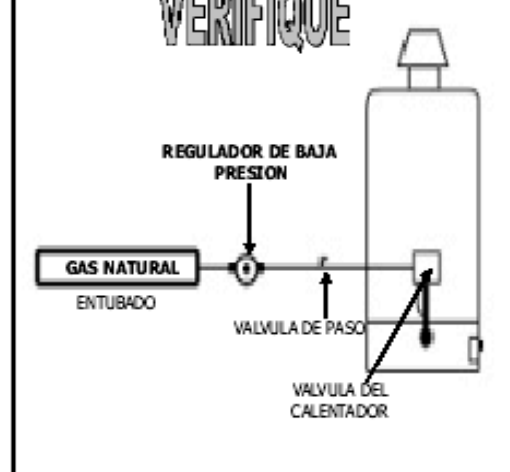 VERIFIQUE
REGULADOR DE BAJA
PRESION
GAS NATURAL
ENTUBADO
VALVULA DE PASO
VALVULA DEL
CALENTADOR